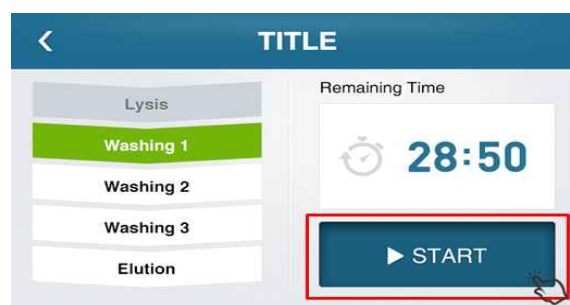 TITLE
Lysis
Washing 1
Washing 2
Washing 3
Elution
Remaining Time
28:50
START